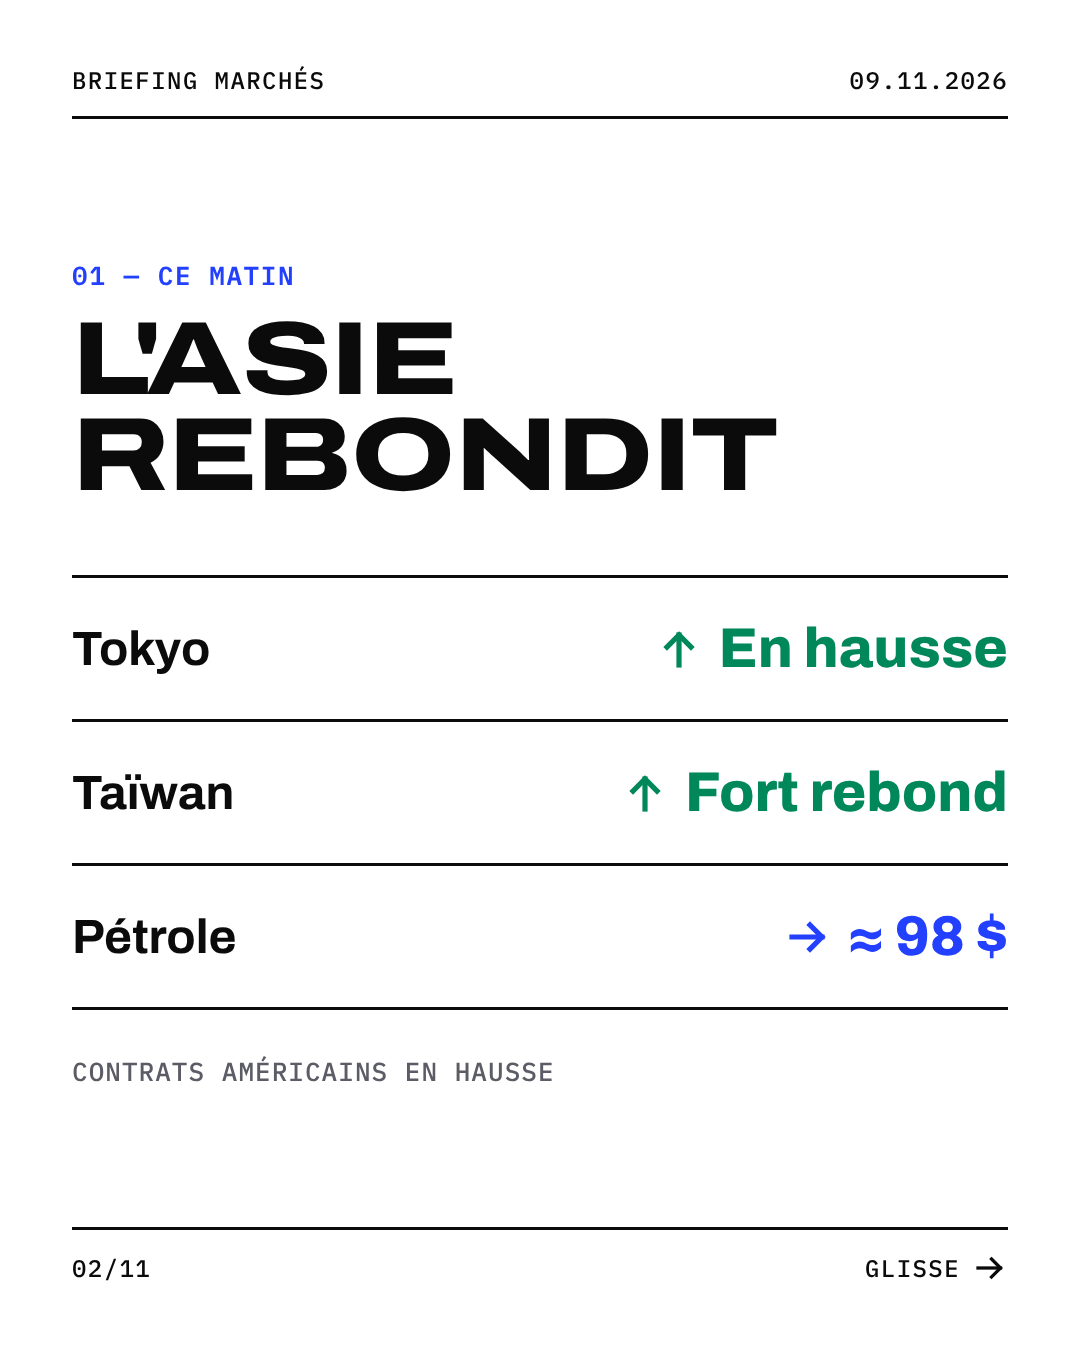 BRIEFING MARCHÉS 09.11.2026
01 — CE MATIN
L'ASIE
REBONDIT
Tokyo ↑ En hausse
Taïwan ↑ Fort rebond
Pétrole → ≈ 98 $
CONTRATS AMÉRICAINS EN HAUSSE
02/11 GLISSE →